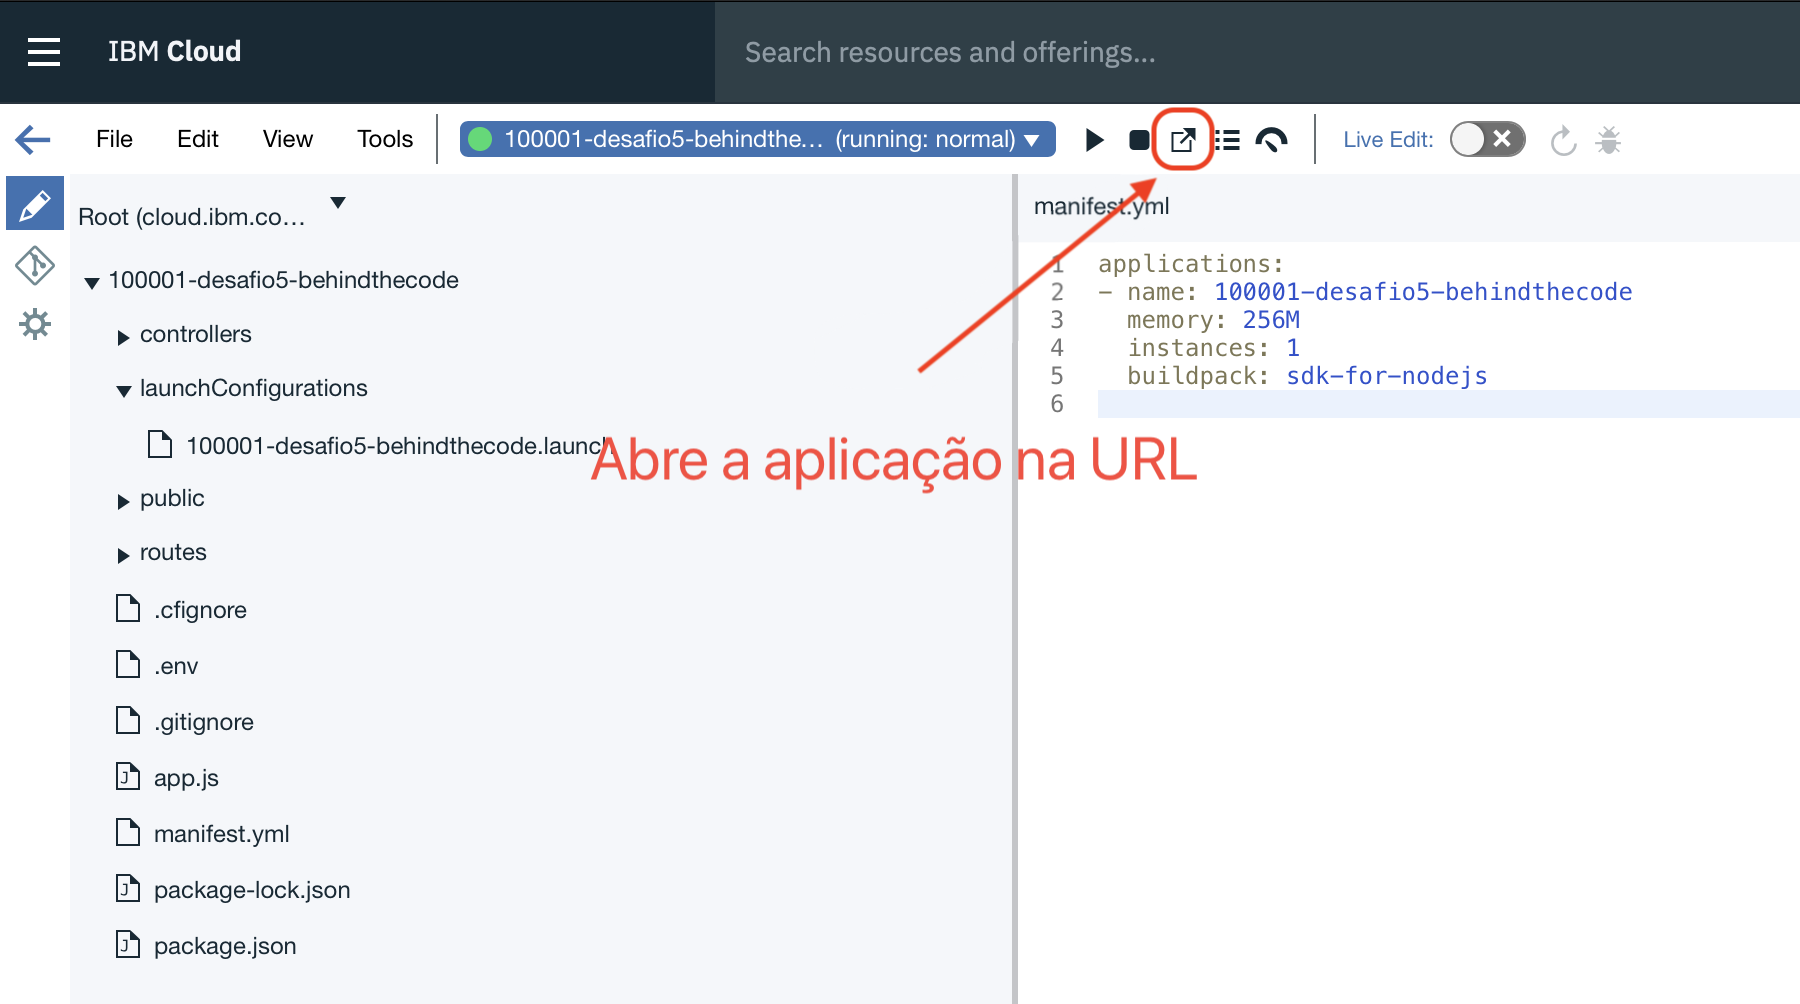 IBM Cloud
Search resources and offerings...
File Edit View Tools
100001-desafio5-behindthe... (running: normal)
Live Edit:
Root (cloud.ibm.co...
100001-desafio5-behindthecode
controllers
launchConfigurations
100001-desafio5-behindthecode.launch
public
routes
.cfignore
.env
.gitignore
app.js
manifest.yml
package-lock.json
package.json
manifest.yml
1 applications:
2 - name: 100001-desafio5-behindthecode
3 memory: 256M
4 instances: 1
5 buildpack: sdk-for-nodejs
6
Abre a aplicação na URL